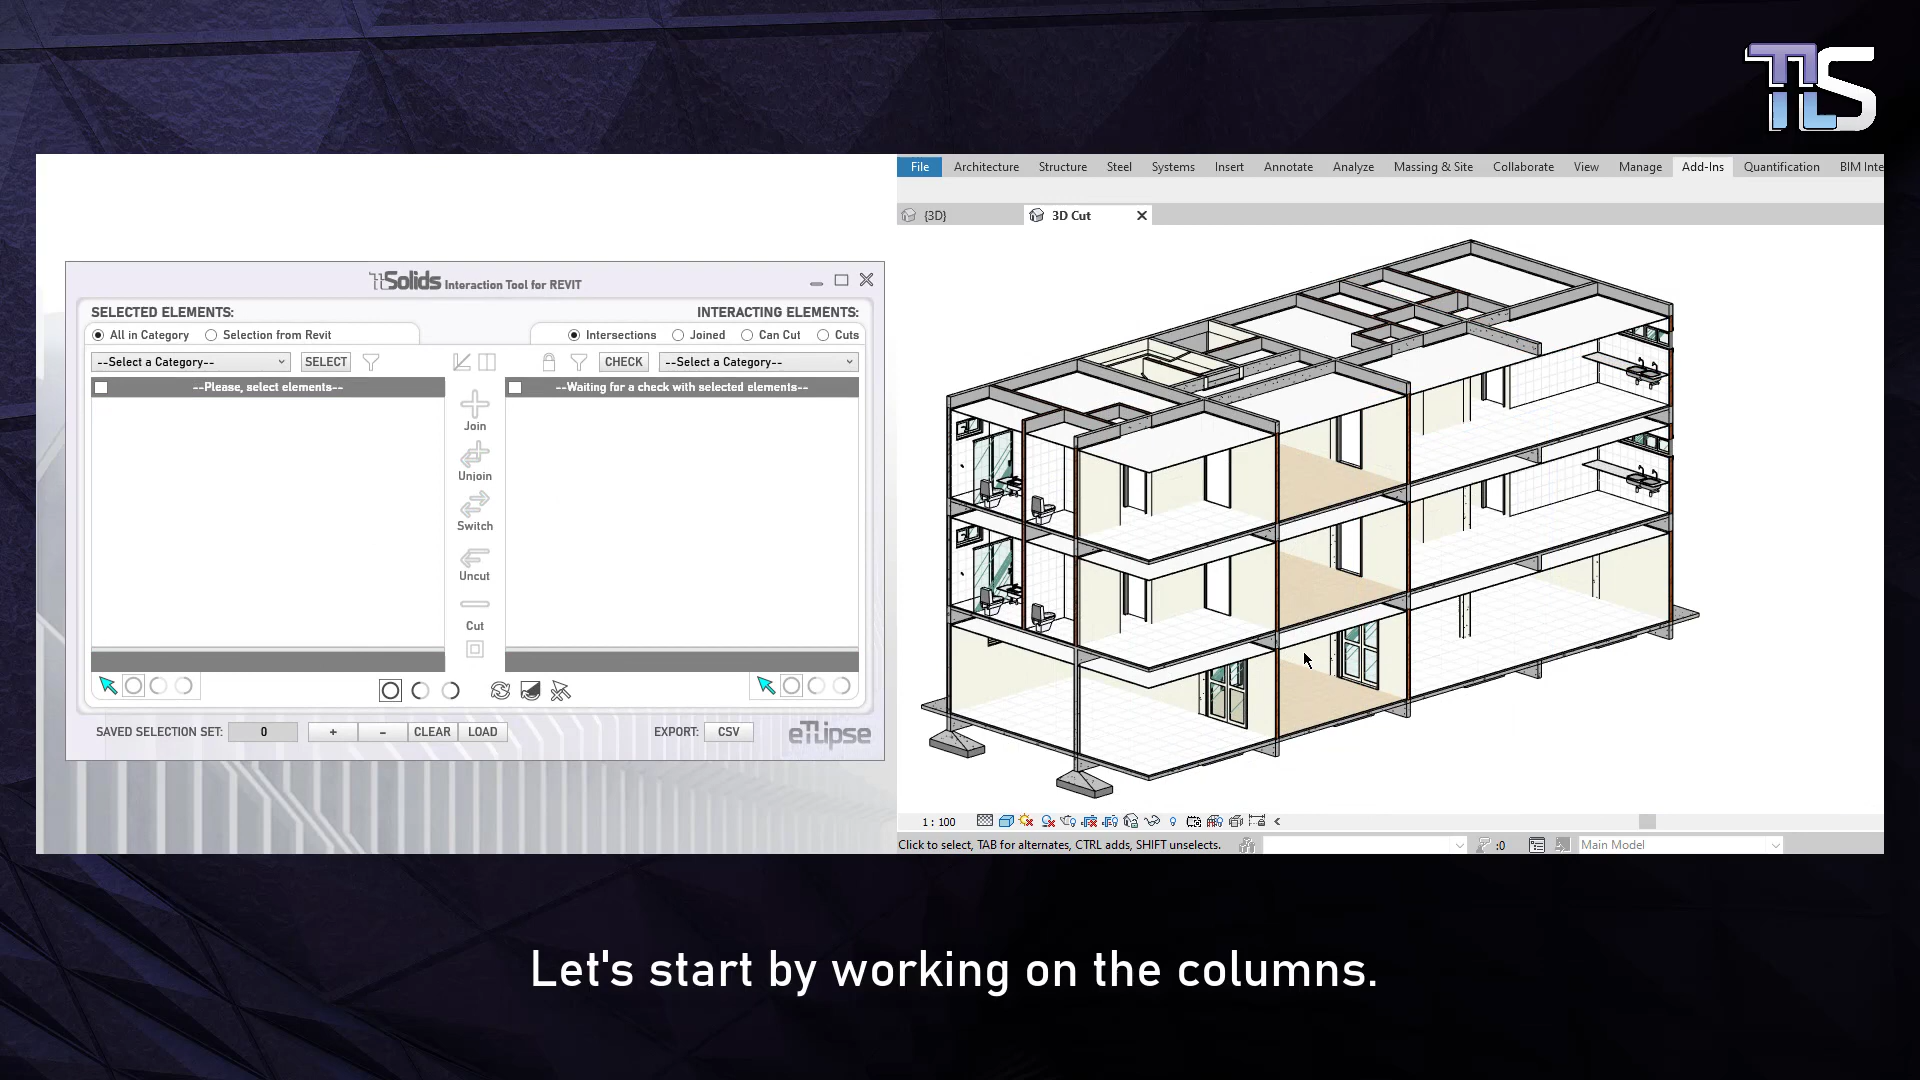 TTLS
File Architecture Structure Steel Systems Insert Annotate Analyze Massing & Site Collaborate View Manage Add-Ins Quantification BIM Inte
{3D} 3D Cut
Solids Interaction Tool for REVIT
SELECTED ELEMENTS: INTERACTING ELEMENTS:
All in Category Selection from Revit Intersections Joined Can Cut Cuts
--Select a Category-- SELECT CHECK --Select a Category--
--Please, select elements-- --Waiting for a check with selected elements--
Join
Unjoin
Switch
Uncut
Cut
SAVED SELECTION SET: 0 + - CLEAR LOAD EXPORT: CSV eTLipse
1 : 100
Click to select, TAB for alternates, CTRL adds, SHIFT unselects. :0 Main Model
Let's start by working on the columns.